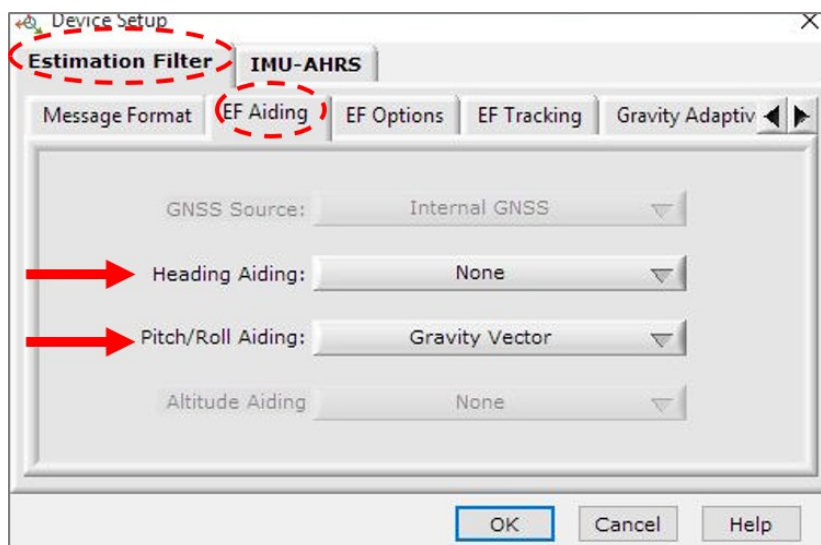 Device Setup
Estimation Filter IMU-AHRS
Message Format EF Aiding EF Options EF Tracking Gravity Adaptiv
GNSS Source: Internal GNSS
Heading Aiding: None
Pitch/Roll Aiding: Gravity Vector
Altitude Aiding None
OK Cancel Help